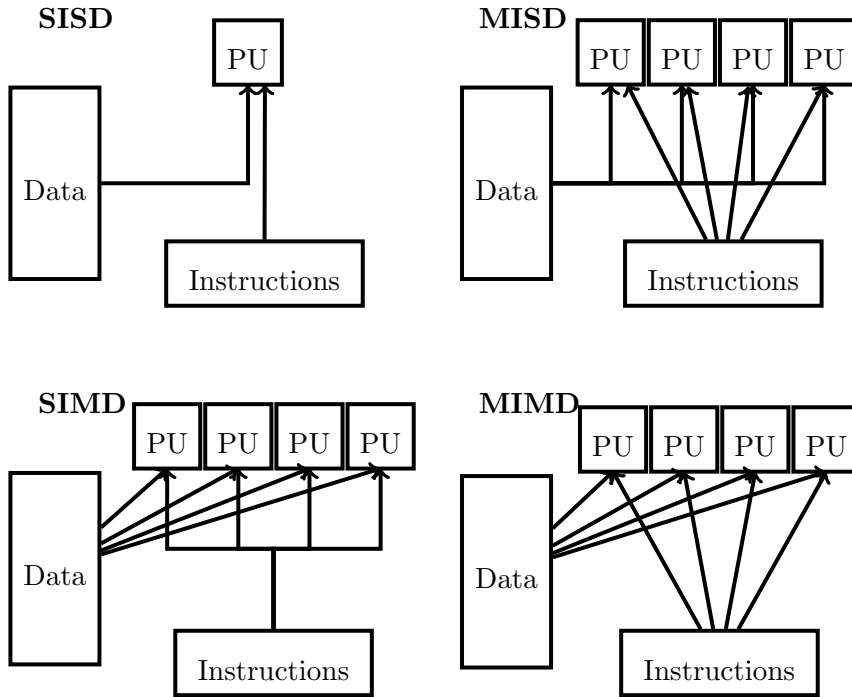 SISD
PU
Data
Instructions
MISD
PU PU PU PU
Data
Instructions
SIMD
PU PU PU PU
Data
Instructions
MIMD
PU PU PU PU
Data
Instructions